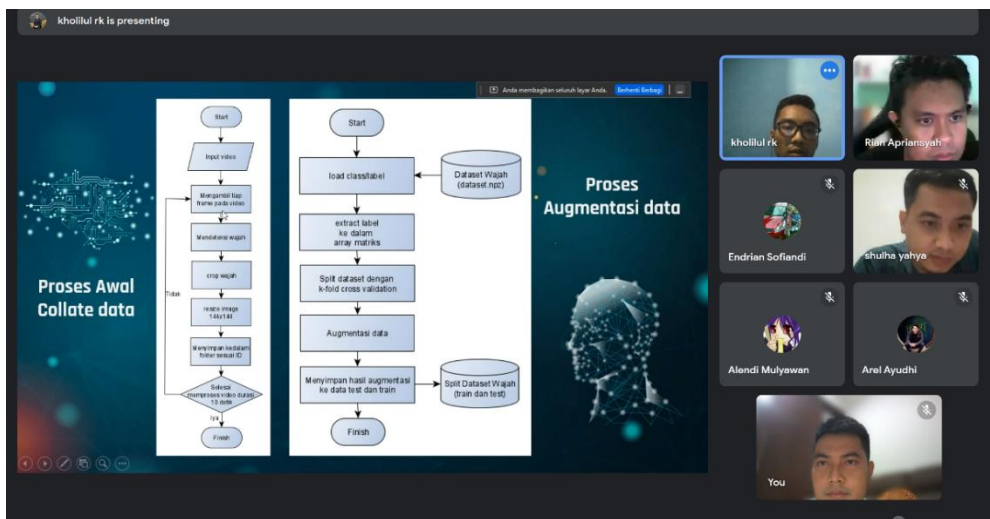 kholilul rk is presenting
Anda membagikan seluruh layar Anda.
Berhenti Berbagi
Proses Awal
Collate data
Start
Input video
Mengambil tiap
frame pada video
Mendeteksi wajah
crop wajah
resize image
144x144
Menyimpan kedalam
folder sesuai ID
Selesai
memproses video durasi
10 detik
Tidak
Iya
Finish
Start
load class/label
Dataset Wajah
(dataset.npz)
extract label
ke dalam
array matriks
Split dataset dengan
k-fold cross validation
Augmentasi data
Menyimpan hasil augmentasi
ke data test dan train
Split Dataset Wajah
(train dan test)
Finish
Proses
Augmentasi data
kholilul rk
Rian Apriansyah
Endrian Sofiandi
shulha yahya
Alendi Mulyawan
Arel Ayudhi
You